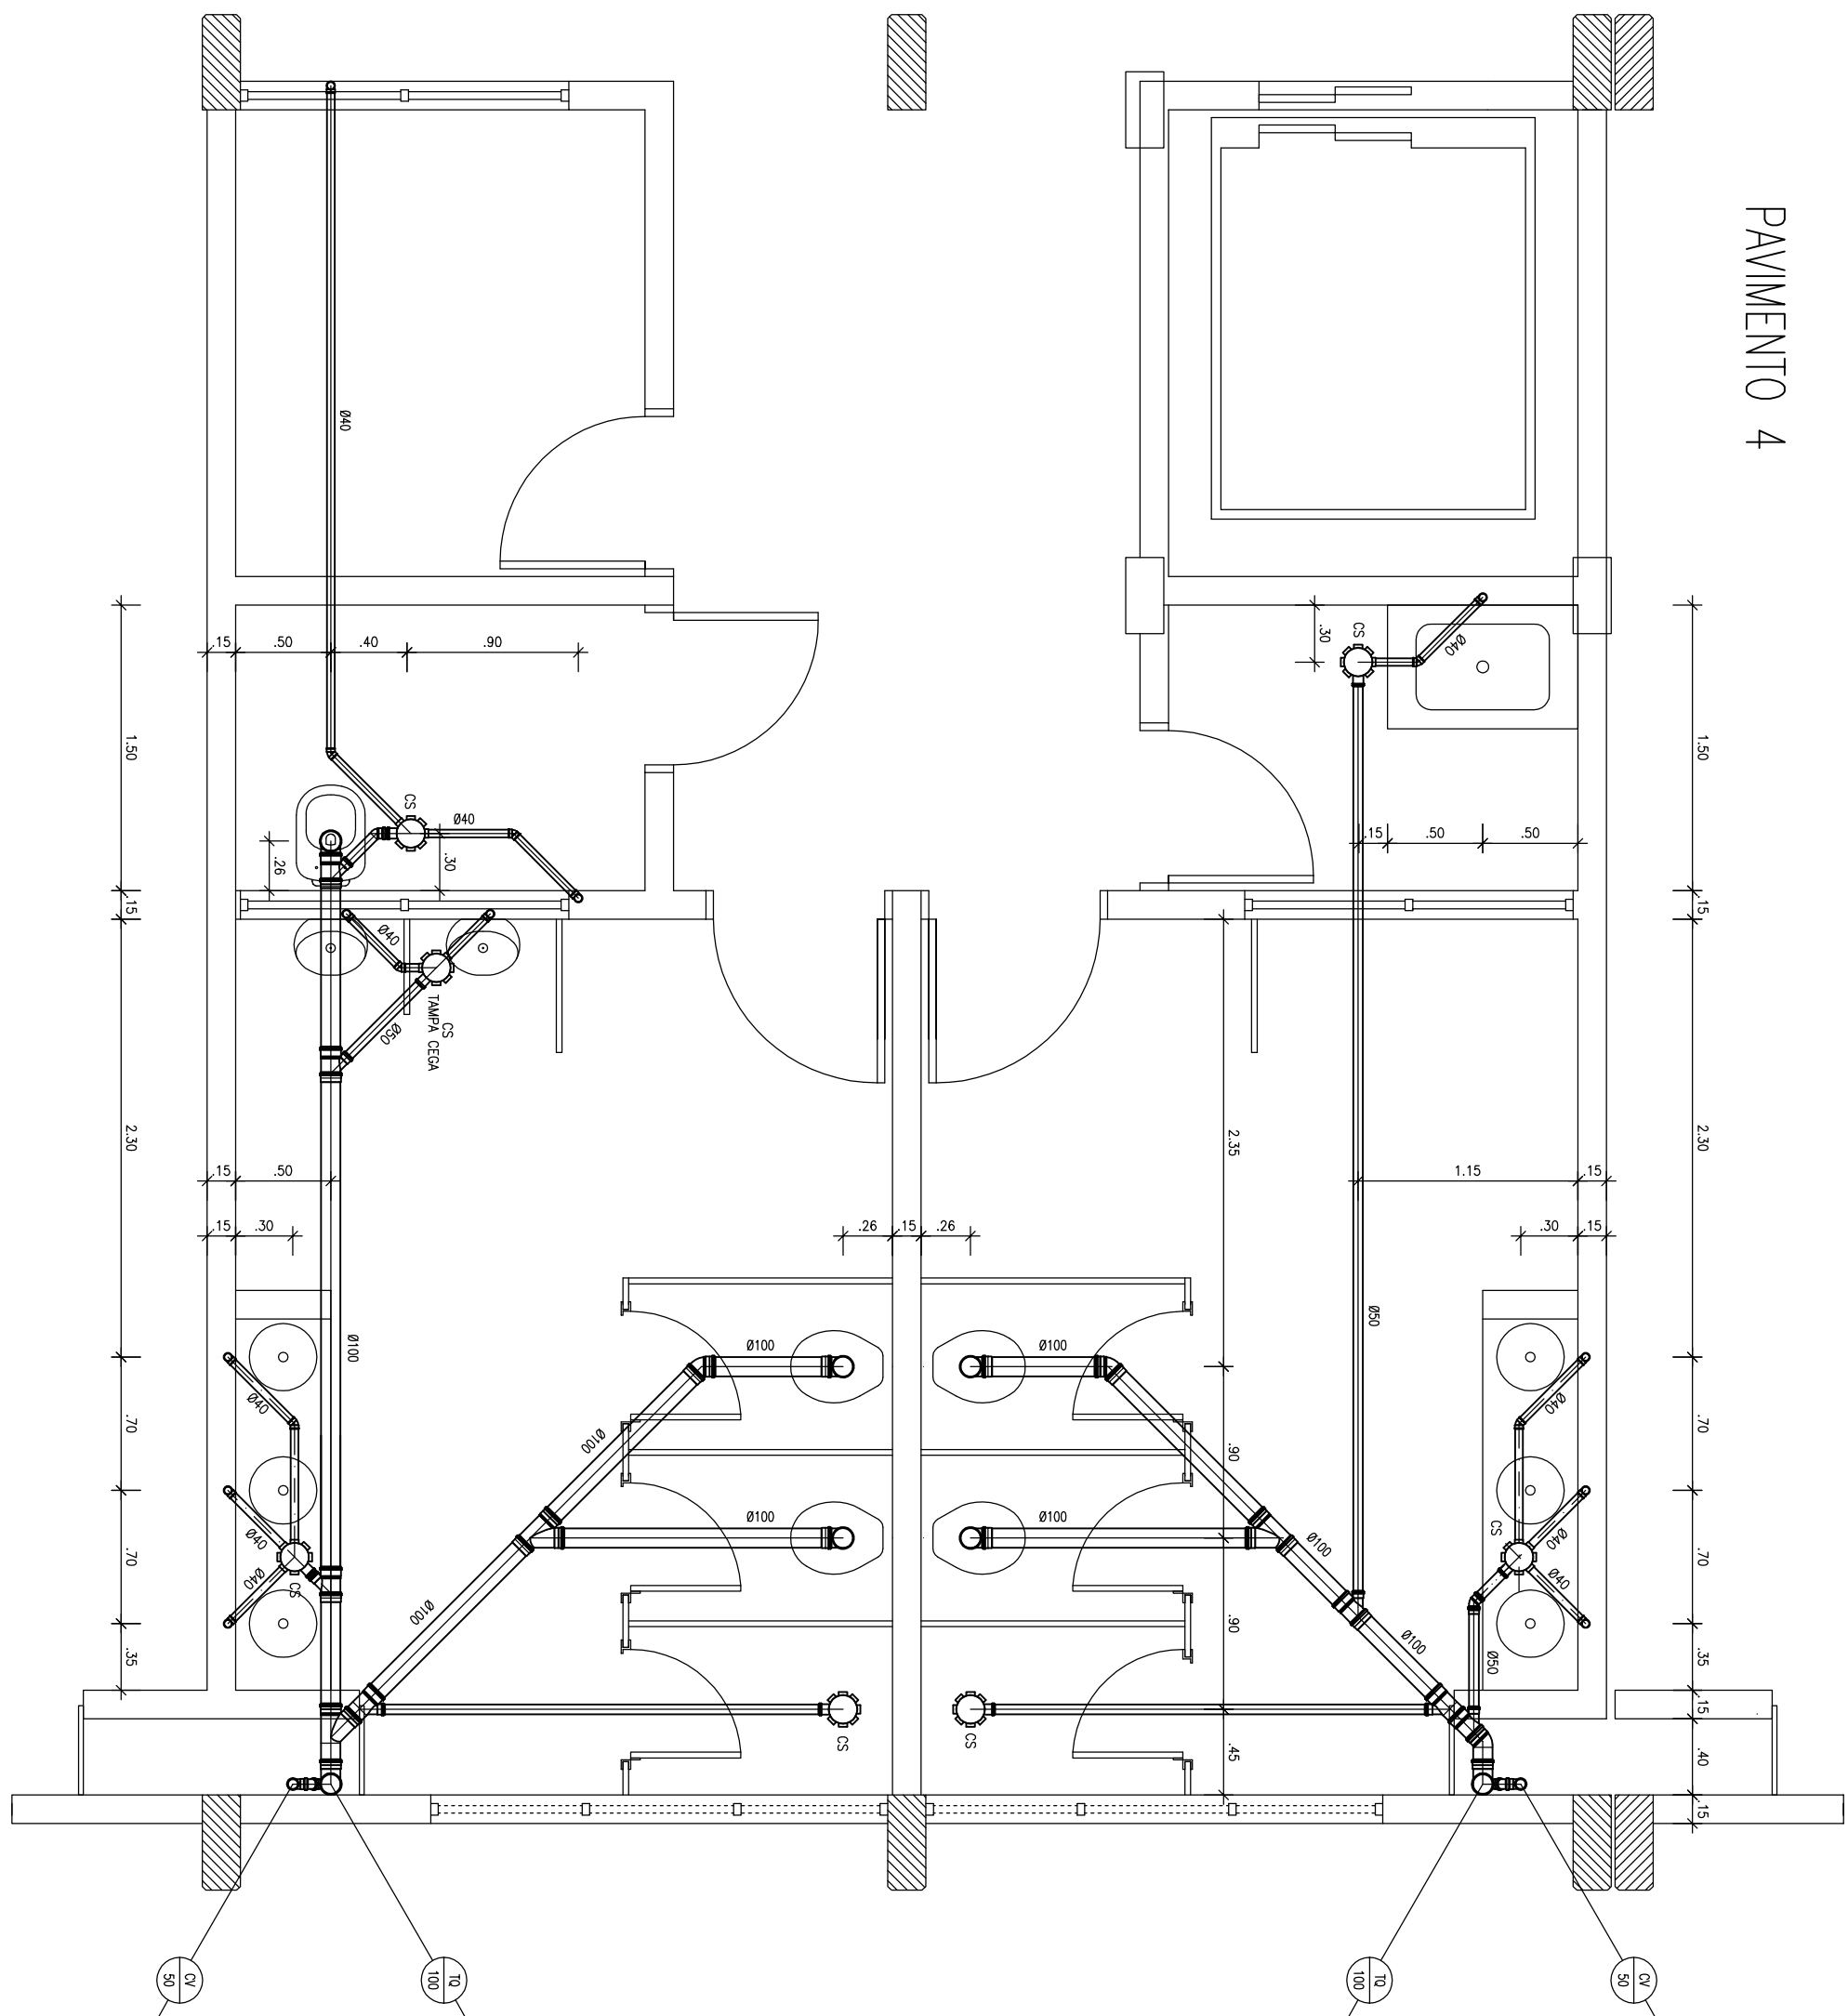 PAVIMENTO 4
Ø40
.15 .50 .40 .90
.30
CS
Ø40
1.50
1.50
CS
Ø40
.30
.26
.15 .50 .50
.15
.15
Ø40
CS
TAMPA CEGA
Ø50
2.30
2.35
2.30
.15 .50
1.15 .15
.15 .30
.26 .15 .26
.30 .15
Ø100
Ø100
Ø100
Ø50
Ø40
Ø40
.70
Ø100
.90
.70
Ø100
Ø100
Ø40
Ø40
CS
Ø100
CS
Ø40
Ø40
.70
.70
Ø100
.90
Ø100
Ø50
.35
.35
CS
CS
.15
.45
.40
.15
CV
50
TQ
100
TQ
100
CV
50